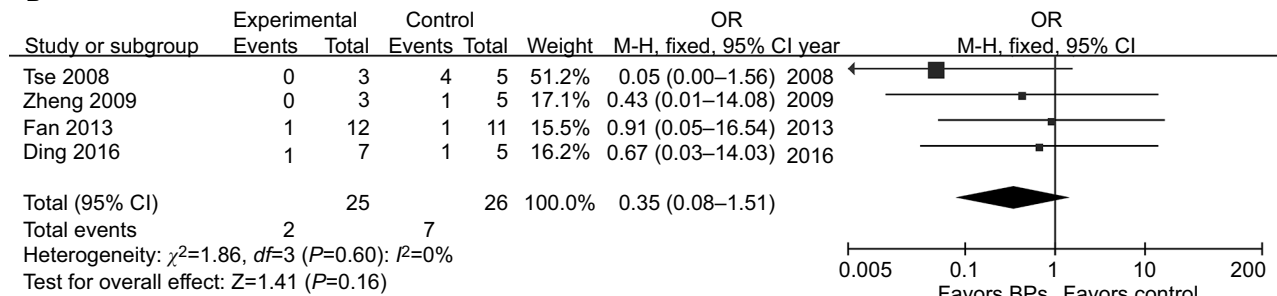 Experimental Control OR OR
Study or subgroup Events Total Events Total Weight M-H, fixed, 95% CI year M-H, fixed, 95% CI
Tse 2008 0 3 4 5 51.2% 0.05 (0.00–1.56) 2008
Zheng 2009 0 3 1 5 17.1% 0.43 (0.01–14.08) 2009
Fan 2013 1 12 1 11 15.5% 0.91 (0.05–16.54) 2013
Ding 2016 1 7 1 5 16.2% 0.67 (0.03–14.03) 2016
Total (95% CI) 25 26 100.0% 0.35 (0.08–1.51)
Total events 2 7
Heterogeneity: χ²=1.86, df=3 (P=0.60): I²=0%
Test for overall effect: Z=1.41 (P=0.16)
0.005 0.1 1 10 200
Favors BPs Favors control